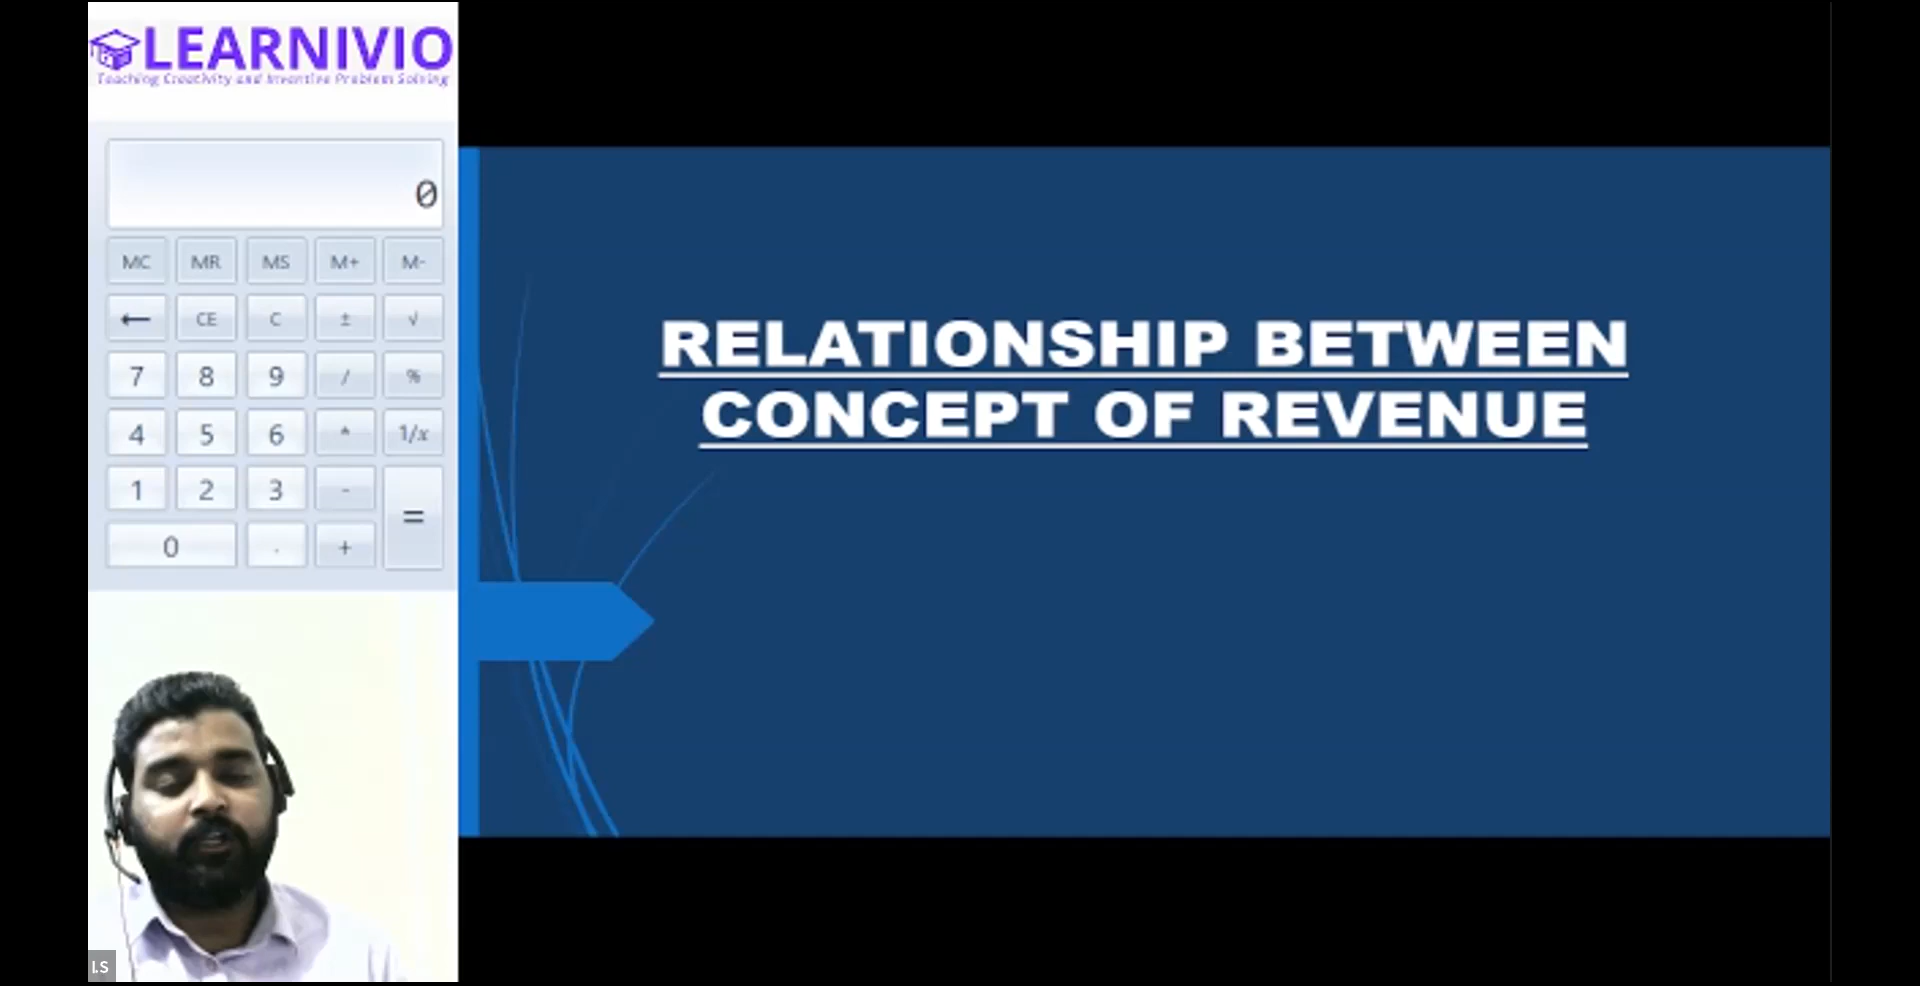 LEARNIVIO
Teaching Creativity and Inventive Problem Solving
0
MC MR MS M+ M-
← CE C ± √
7 8 9 / %
4 5 6 * 1/x
1 2 3 - =
0 . +
RELATIONSHIP BETWEEN
CONCEPT OF REVENUE
I.S